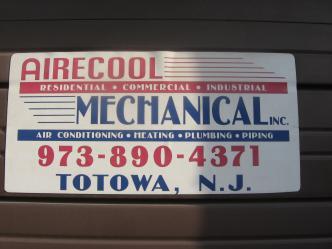 AIRECOOL
RESIDENTIAL • COMMERCIAL • INDUSTRIAL
MECHANICAL INC.
AIR CONDITIONING • HEATING • PLUMBING • PIPING
973-890-4371
TOTOWA, N.J.